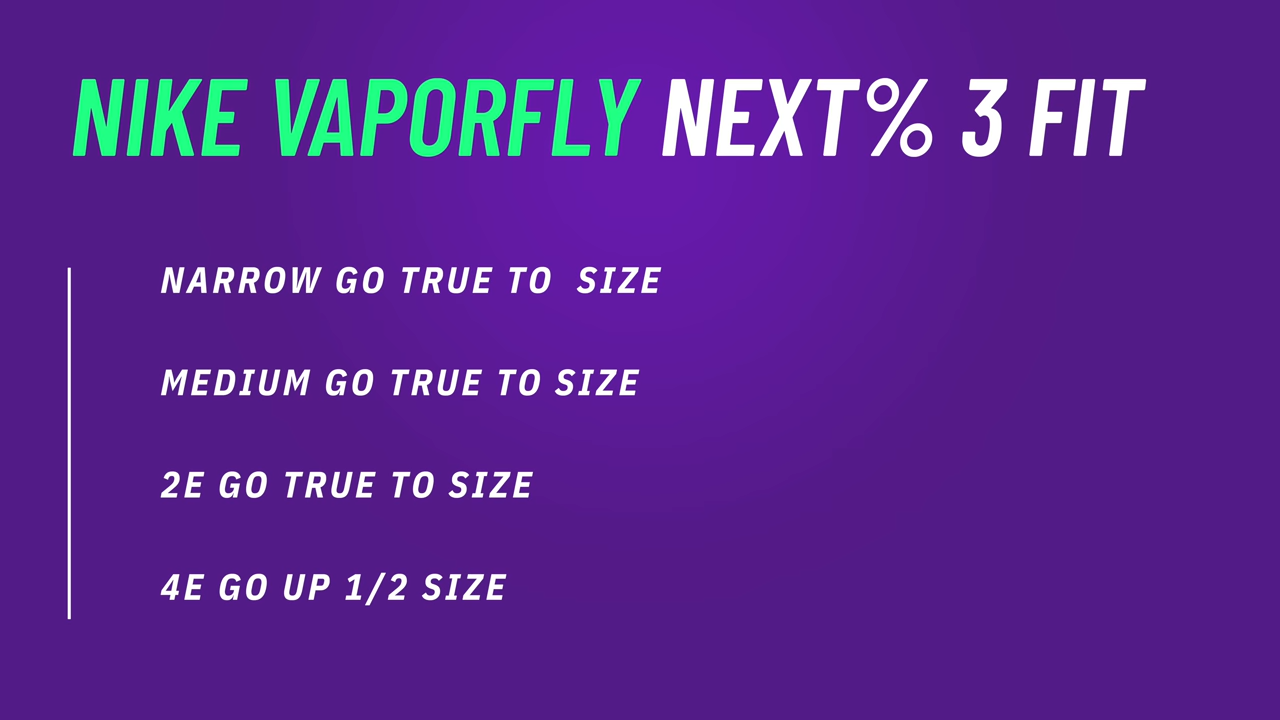 NIKE VAPORFLY NEXT% 3 FIT
NARROW GO TRUE TO  SIZE
MEDIUM GO TRUE TO SIZE
2E GO TRUE TO SIZE
4E GO UP 1/2 SIZE